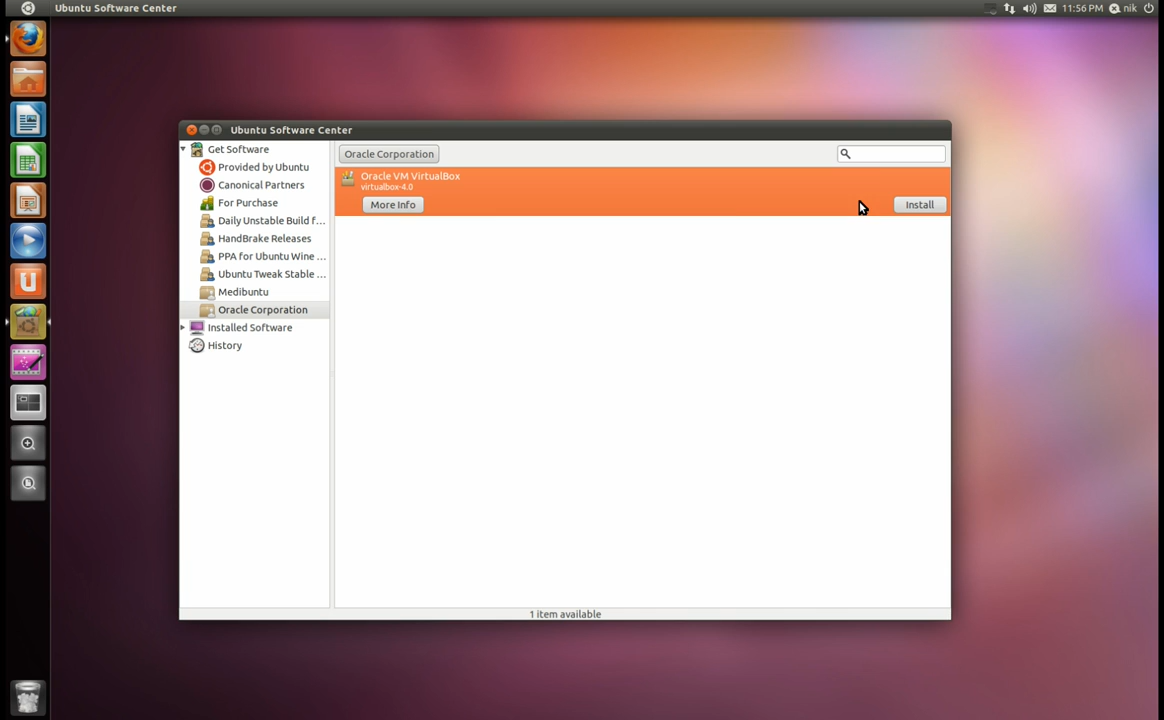 Ubuntu Software Center
11:56 PM
nik
Ubuntu Software Center
Get Software
Provided by Ubuntu
Canonical Partners
For Purchase
Daily Unstable Build f...
HandBrake Releases
PPA for Ubuntu Wine ...
Ubuntu Tweak Stable ...
Medibuntu
Oracle Corporation
Installed Software
History
Oracle Corporation
Oracle VM VirtualBox
virtualbox-4.0
More Info
Install
1 item available